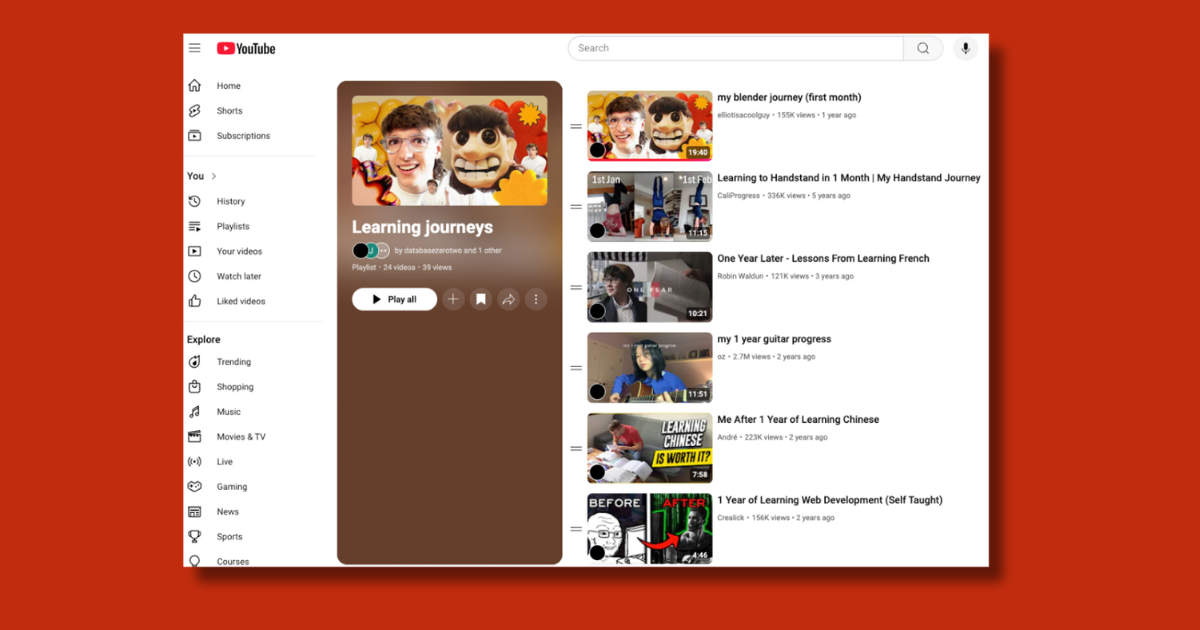 YouTube
Search
Home
Shorts
Subscriptions
You
History
Playlists
Your videos
Watch later
Liked videos
Explore
Trending
Shopping
Music
Movies & TV
Live
Gaming
News
Sports
Courses
Learning journeys
J
by databasezerotwo and 1 other
Playlist • 24 videos • 39 views
Play all
19:40
my blender journey (first month)
elliotisacoolguy • 155K views • 1 year ago
1st Jan
*1st Feb
11:15
Learning to Handstand in 1 Month | My Handstand Journey
CaliProgress • 336K views • 5 years ago
ONE YEAR
10:21
One Year Later - Lessons From Learning French
Robin Waldun • 121K views • 3 years ago
my 1 year guitar progress
11:51
my 1 year guitar progress
oz • 2.7M views • 2 years ago
LEARNING
CHINESE
IS WORTH IT?
7:58
Me After 1 Year of Learning Chinese
André • 223K views • 2 years ago
BEFORE
AFTER
4:46
1 Year of Learning Web Development (Self Taught)
Crealick • 156K views • 2 years ago